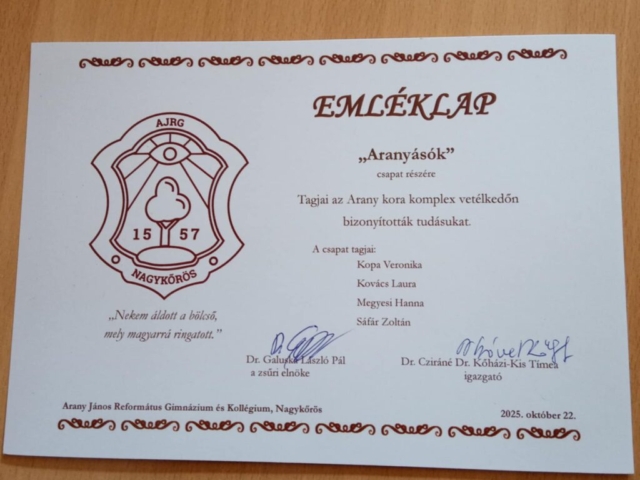 EMLÉKLAP
„Aranyásók”
csapat részére
Tagjai az Arany kora komplex vetélkedőn
bizonyították tudásukat.
A csapat tagjai:
Kopa Veronika
Kovács Laura
Megyesi Hanna
Sáfár Zoltán
AJRG
15 57
NAGYKŐRÖS
„Nekem áldott a bölcső,
mely magyarrá ringatott.”
Dr. Galuska László Pál
a zsűri elnöke
Dr. Cziráné Dr. Kőházi-Kis Tímea
igazgató
Arany János Református Gimnázium és Kollégium, Nagykőrös
2025. október 22.